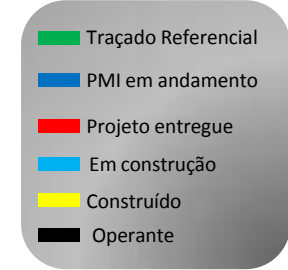 Traçado Referencial
PMI em andamento
Projeto entregue
Em construção
Construído
Operante